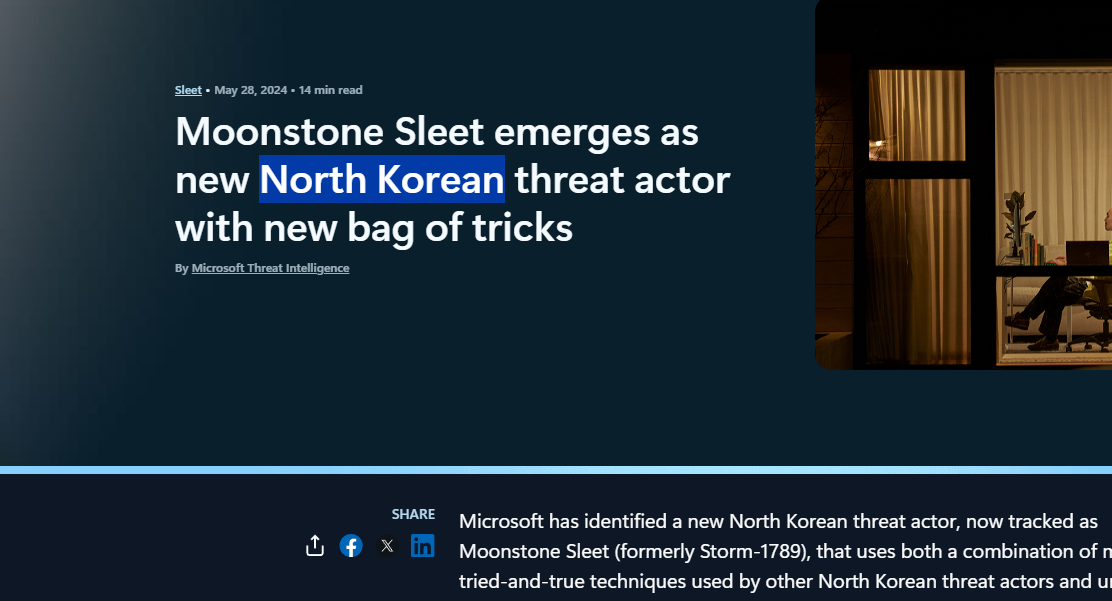 Sleet • May 28, 2024 • 14 min read
Moonstone Sleet emerges as
new North Korean threat actor
with new bag of tricks
By Microsoft Threat Intelligence
SHARE
Microsoft has identified a new North Korean threat actor, now tracked as
Moonstone Sleet (formerly Storm-1789), that uses both a combination of
tried-and-true techniques used by other North Korean threat actors and